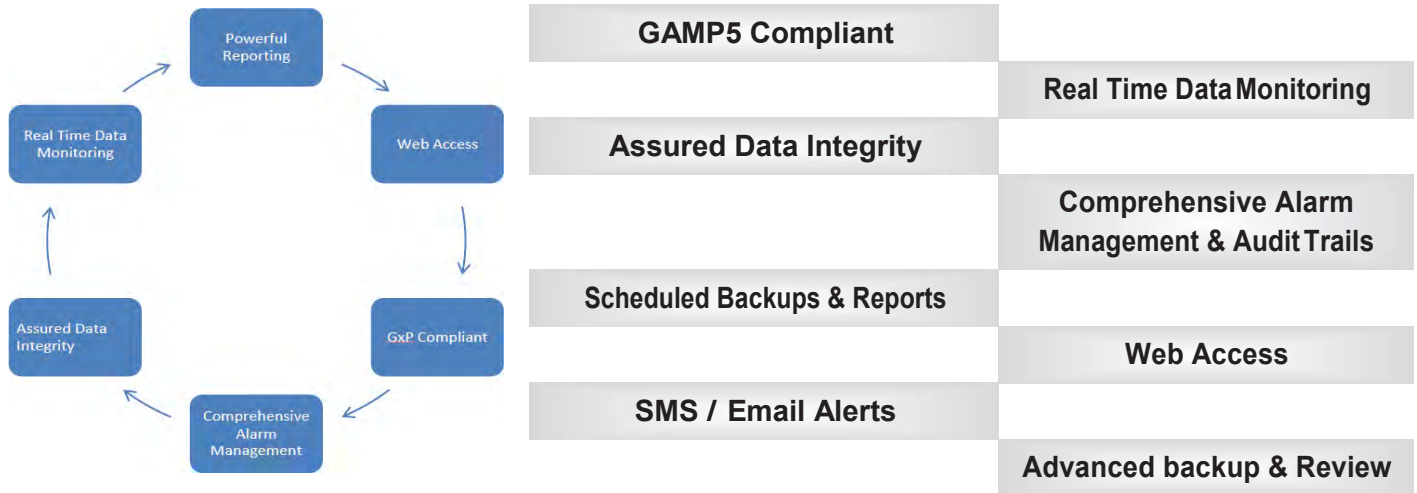 Powerful
Reporting
Web Access
GxP Compliant
Comprehensive
Alarm
Management
Assured Data
Integrity
Real Time Data
Monitoring
GAMP5 Compliant
Real Time Data Monitoring
Assured Data Integrity
Comprehensive Alarm
Management & Audit Trails
Scheduled Backups & Reports
Web Access
SMS / Email Alerts
Advanced backup & Review